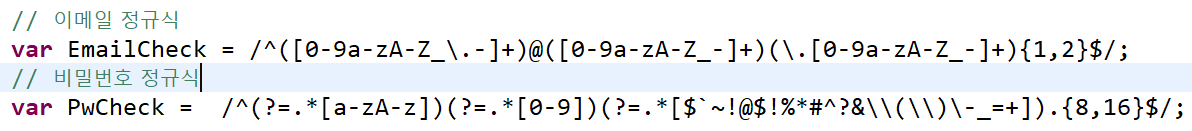 // 이메일 정규식
var EmailCheck = /^([0-9a-zA-Z_\.-]+)@([0-9a-zA-Z_-]+)(\.[0-9a-zA-Z_-]+){1,2}$/;
// 비밀번호 정규식
var PwCheck =  /^(?=.*[a-zA-z])(?=.*[0-9])(?=.*[$`~!@$!%*#^?&\\(\\)\-_=+]).{8,16}$/;